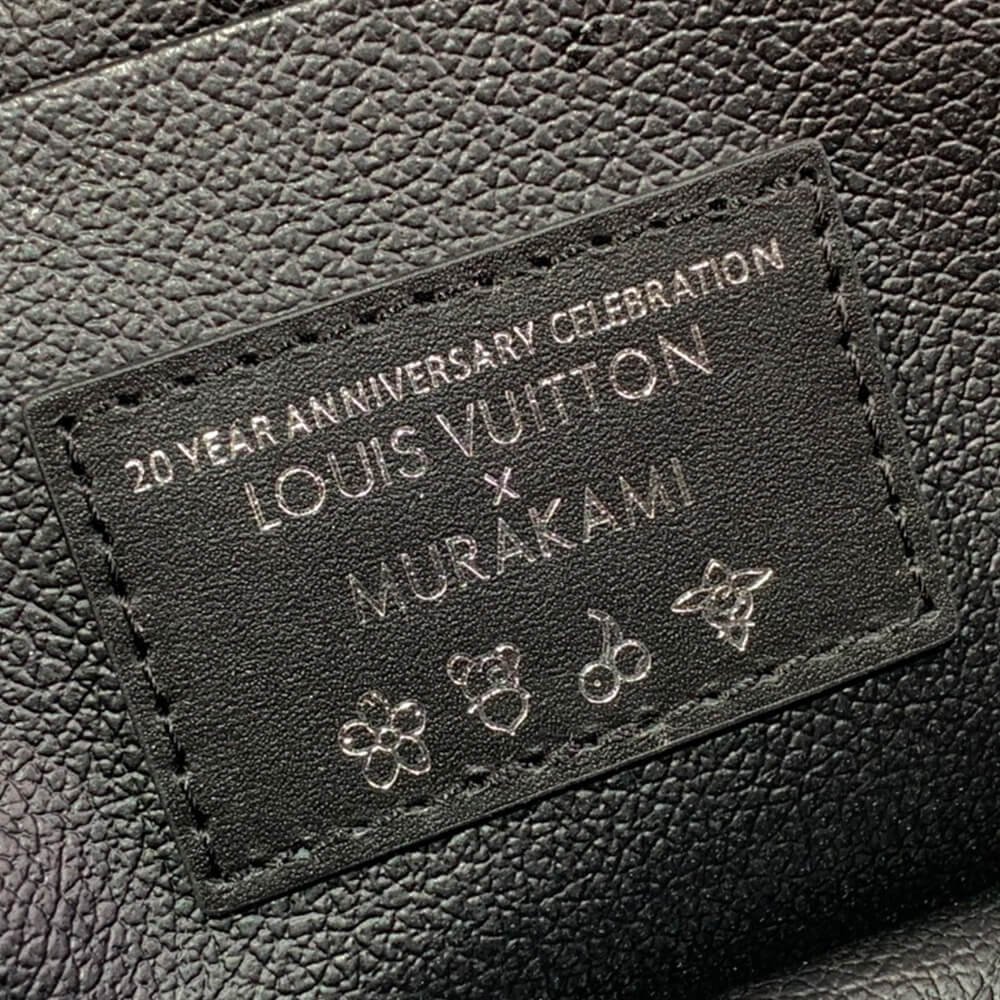 20 YEAR ANNIVERSARY CELEBRATION
LOUIS VUITTON
x
MURAKAMI